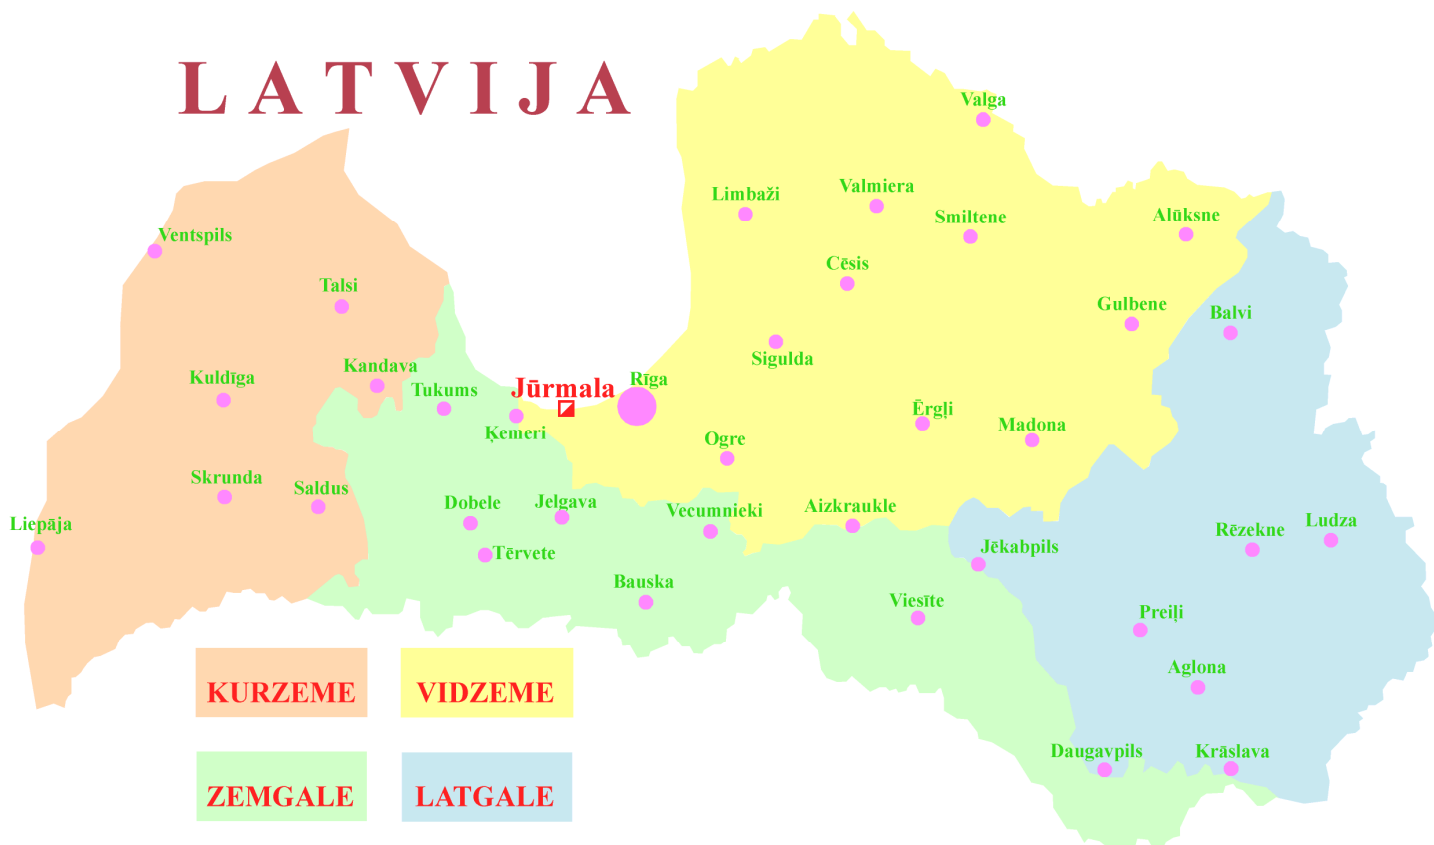 LATVIJA
Valga
Valmiera
Limbaži
Smiltene
Alūksne
Ventspils
Cēsis
Talsi
Gulbene
Balvi
Sigulda
Kandava
Rīga
Kuldīga
Tukums
Jūrmala
Ķemeri
Ērgļi
Madona
Ogre
Skrunda
Saldus
Dobele
Jelgava
Vecumnieki
Aizkraukle
Liepāja
Rēzekne
Ludza
Tērvete
Jēkabpils
Bauska
Viesīte
Preiļi
Aglona
KURZEME
VIDZEME
Daugavpils
Krāslava
ZEMGALE
LATGALE